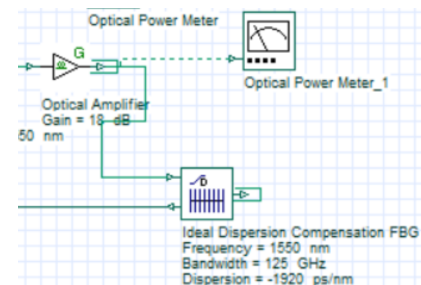 Optical Power Meter
G
Optical Power Meter_1
Optical Amplifier
Gain = 18 dB
50 nm
Ideal Dispersion Compensation FBG
Frequency = 1550 nm
Bandwidth = 125 GHz
Dispersion = -1920 ps/nm